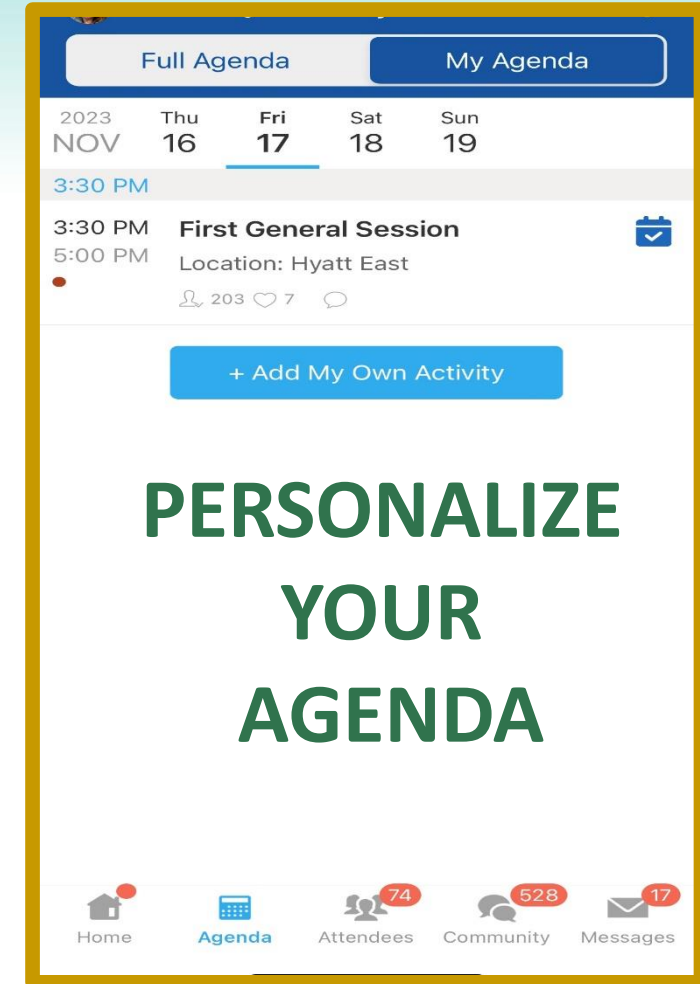 Full Agenda My Agenda
2023 Thu Fri Sat Sun
NOV 16 17 18 19
3:30 PM
3:30 PM First General Session
5:00 PM Location: Hyatt East
203 7
+ Add My Own Activity
PERSONALIZE
YOUR
AGENDA
74 528 17
Home Agenda Attendees Community Messages